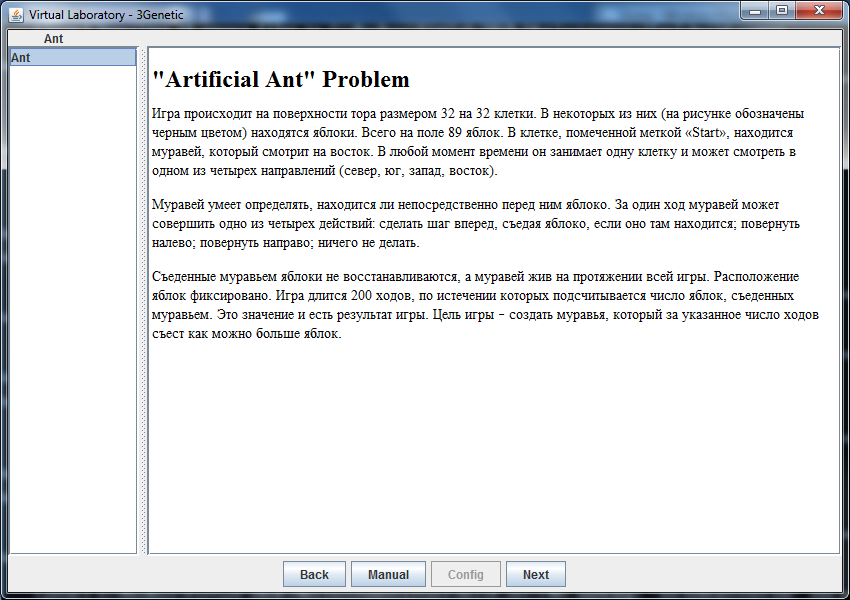 Virtual Laboratory - 3Genetic
Ant
Ant
"Artificial Ant" Problem
Игра происходит на поверхности тора размером 32 на 32 клетки. В некоторых из них (на рисунке обозначены
черным цветом) находятся яблоки. Всего на поле 89 яблок. В клетке, помеченной меткой «Start», находится
муравей, который смотрит на восток. В любой момент времени он занимает одну клетку и может смотреть в
одном из четырех направлений (север, юг, запад, восток).
Муравей умеет определять, находится ли непосредственно перед ним яблоко. За один ход муравей может
совершить одно из четырех действий: сделать шаг вперед, съедая яблоко, если оно там находится; повернуть
налево; повернуть направо; ничего не делать.
Съеденные муравьем яблоки не восстанавливаются, а муравей жив на протяжении всей игры. Расположение
яблок фиксировано. Игра длится 200 ходов, по истечении которых подсчитывается число яблок, съеденных
муравьем. Это значение и есть результат игры. Цель игры – создать муравья, который за указанное число ходов
съест как можно больше яблок.
Back Manual Config Next